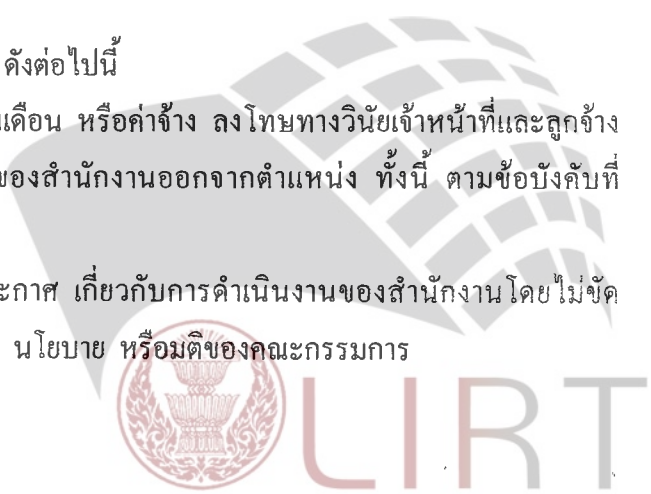 ดังต่อไปนี้
นเดือน หรือค่าจ้าง ลงโทษทางวินัยเจ้าหน้าที่และลูกจ้าง
ของสำนักงานออกจากตำแหน่ง ทั้งนี้ ตามข้อบังคับที่
ะกาศ เกี่ยวกับการดำเนินงานของสำนักงานโดยไม่ขัด
นโยบาย หรือมติของคณะกรรมการ
LIRT